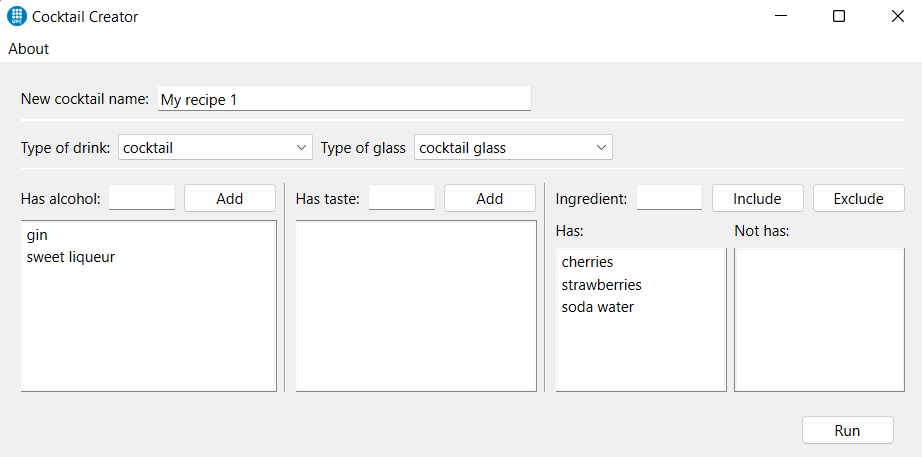 UPC
Cocktail Creator
About
New cocktail name: My recipe 1
Type of drink: cocktail Type of glass cocktail glass
Has alcohol: Add Has taste: Add Ingredient: Include Exclude
Has: Not has:
gin
sweet liqueur
cherries
strawberries
soda water
Run